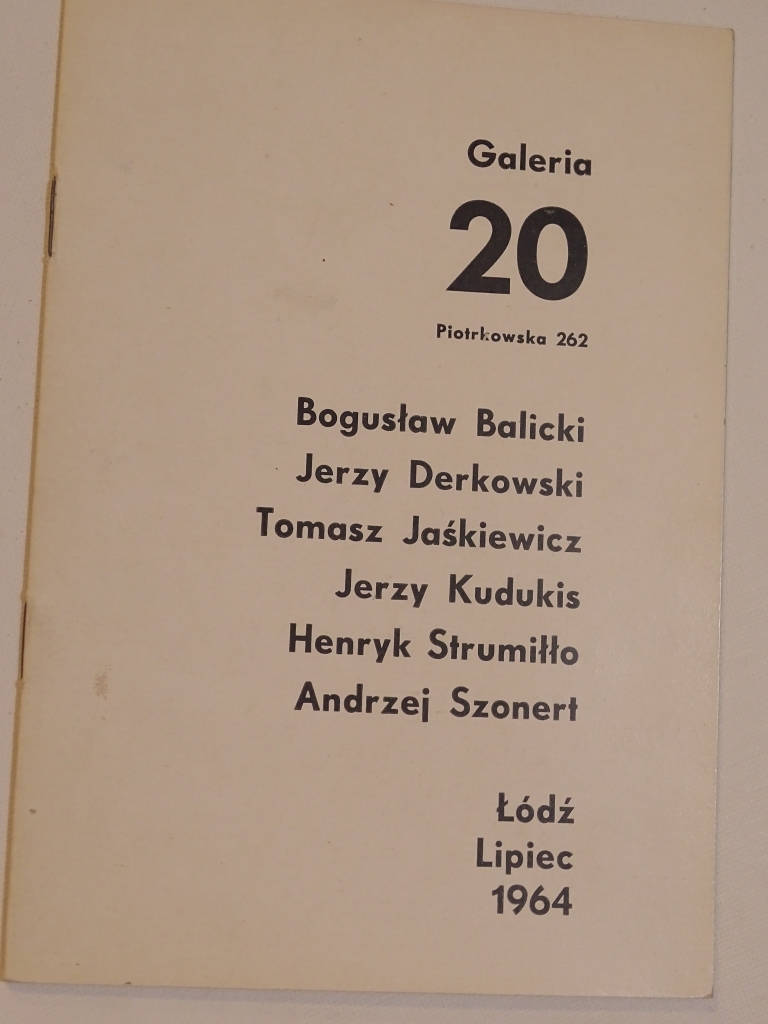 Galeria
20
Piotrkowska 262
Bogusław Balicki
Jerzy Derkowski
Tomasz Jaśkiewicz
Jerzy Kudukis
Henryk Strumiłło
Andrzej Szonert
Łódź
Lipiec
1964